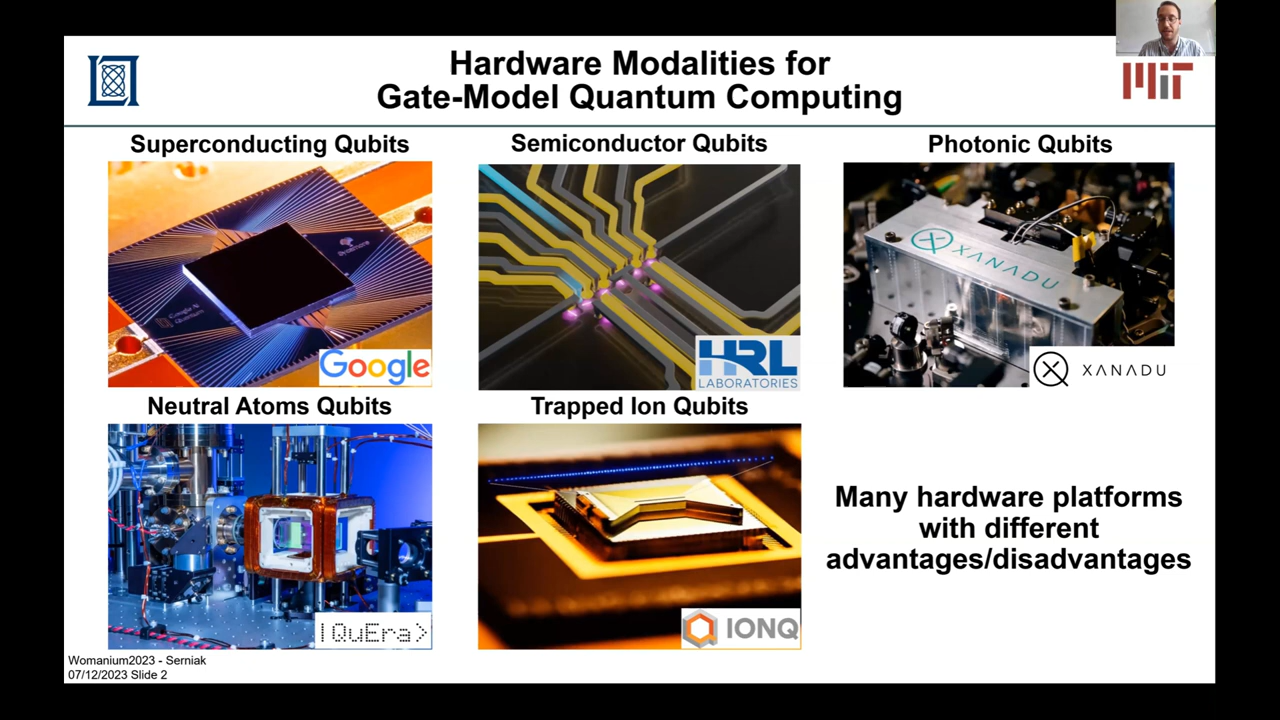 Hardware Modalities for
Gate-Model Quantum Computing
MIT
Superconducting Qubits
Semiconductor Qubits
Photonic Qubits
Google
HRL
LABORATORIES
XANADU
XANADU
Neutral Atoms Qubits
Trapped Ion Qubits
Many hardware platforms
with different
advantages/disadvantages
|QuEra>
IONQ
Womanium2023 - Serniak
07/12/2023 Slide 2